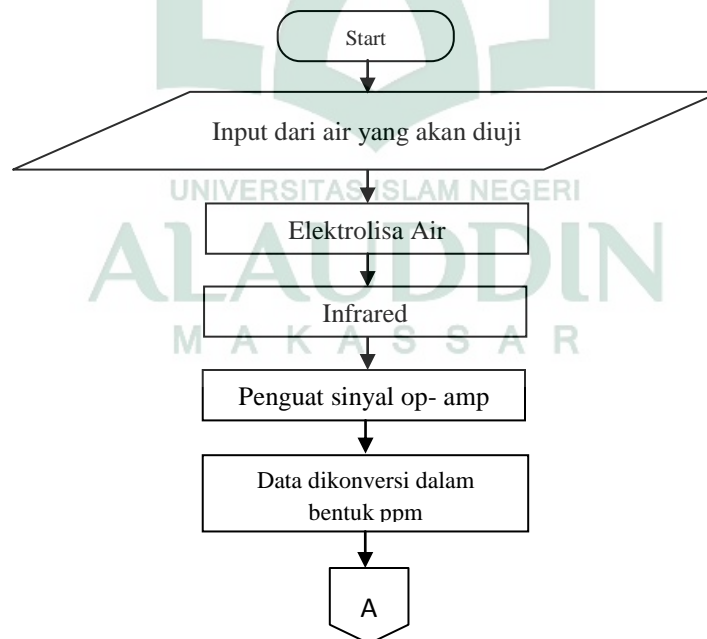 Start
Input dari air yang akan diuji
UNIVERSITAS ISLAM NEGERI
Elektrolisa Air
ALAUDDIN
Infrared
MAKASSAR
Penguat sinyal op- amp
Data dikonversi dalam
bentuk ppm
A